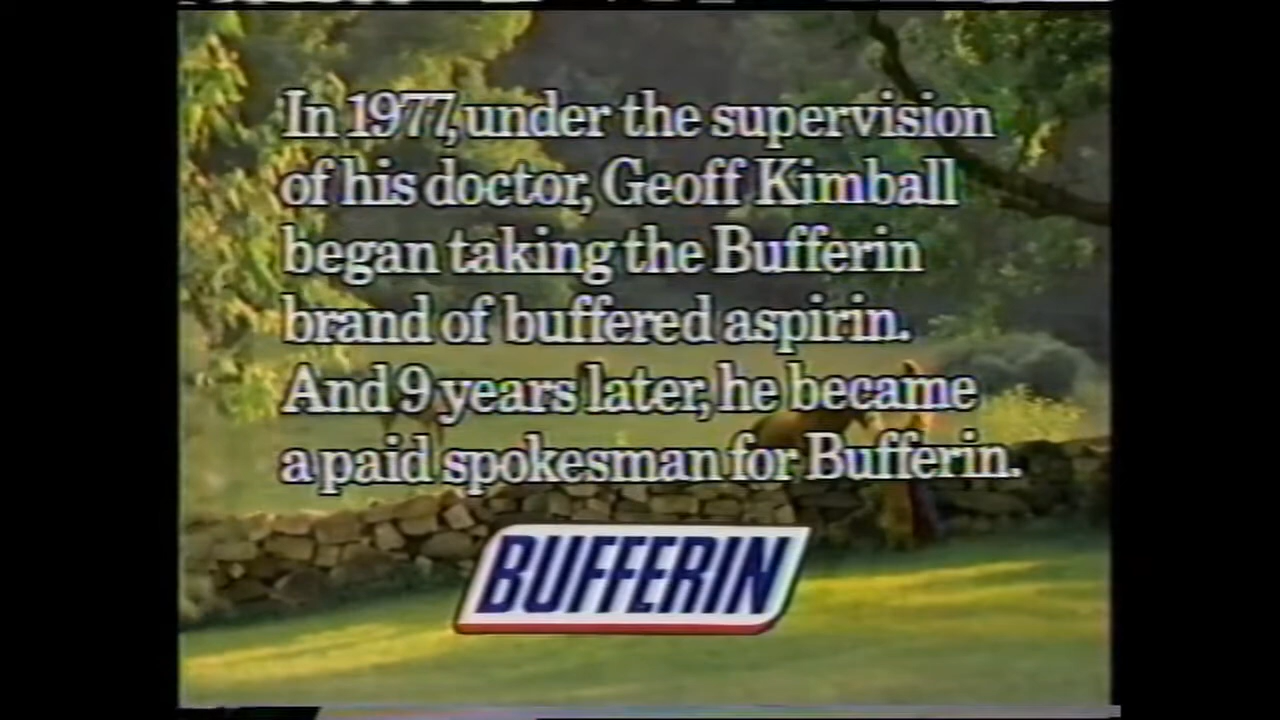 In 1977, under the supervision
of his doctor, Geoff Kimball
began taking the Bufferin
brand of buffered aspirin.
And 9 years later, he became
a paid spokesman for Bufferin.
BUFFERIN